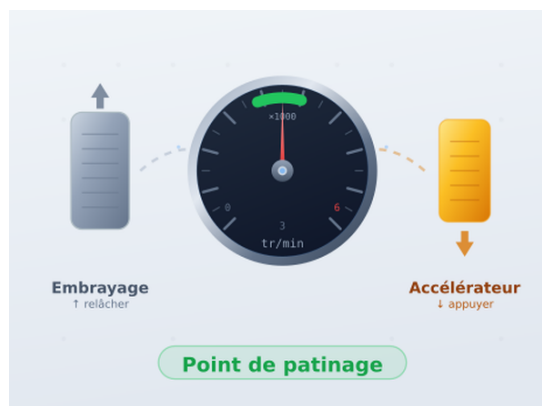 ×1000
0
6
3
tr/min
Embrayage
↑ relâcher
Accélérateur
↓ appuyer
Point de patinage